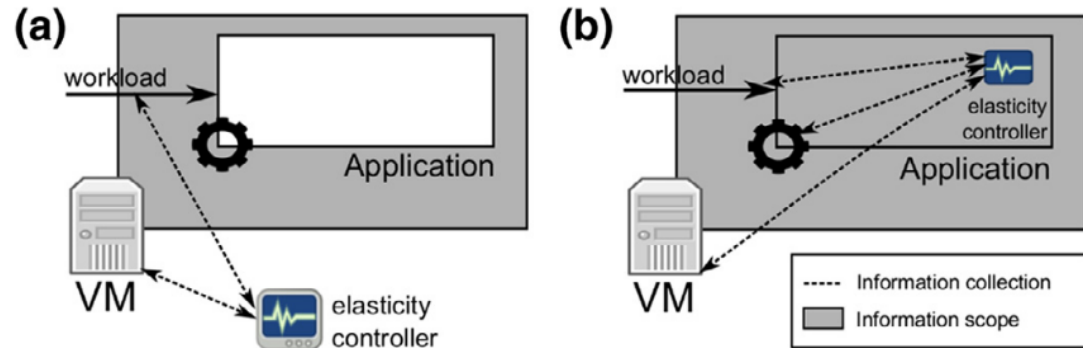 (a)
workload
Application
VM
elasticity
controller
(b)
workload
elasticity
controller
Application
VM
Information collection
Information scope